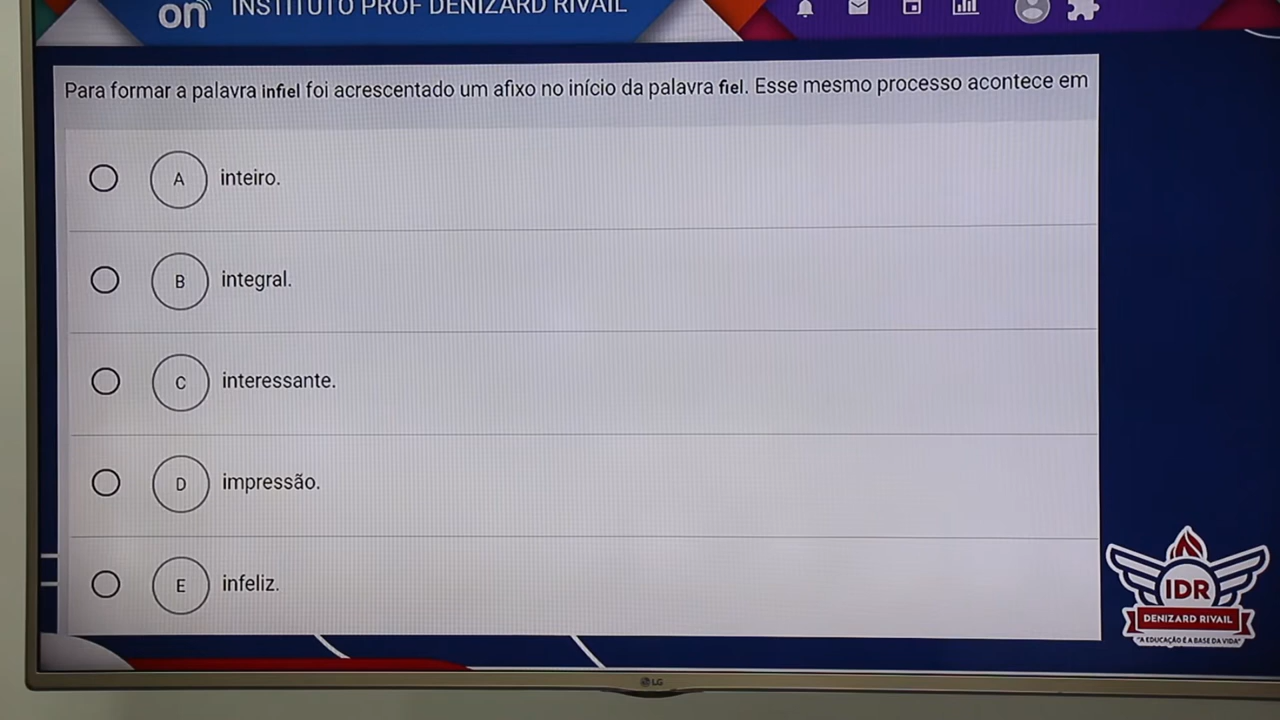 on
INSTITUTO PROF DENIZARD RIVAIL
Para formar a palavra infiel foi acrescentado um afixo no início da palavra fiel. Esse mesmo processo acontece em
A inteiro.
B integral.
C interessante.
D impressão.
E infeliz.
IDR
DENIZARD RIVAIL
"A EDUCAÇÃO É A BASE DA VIDA"
LG